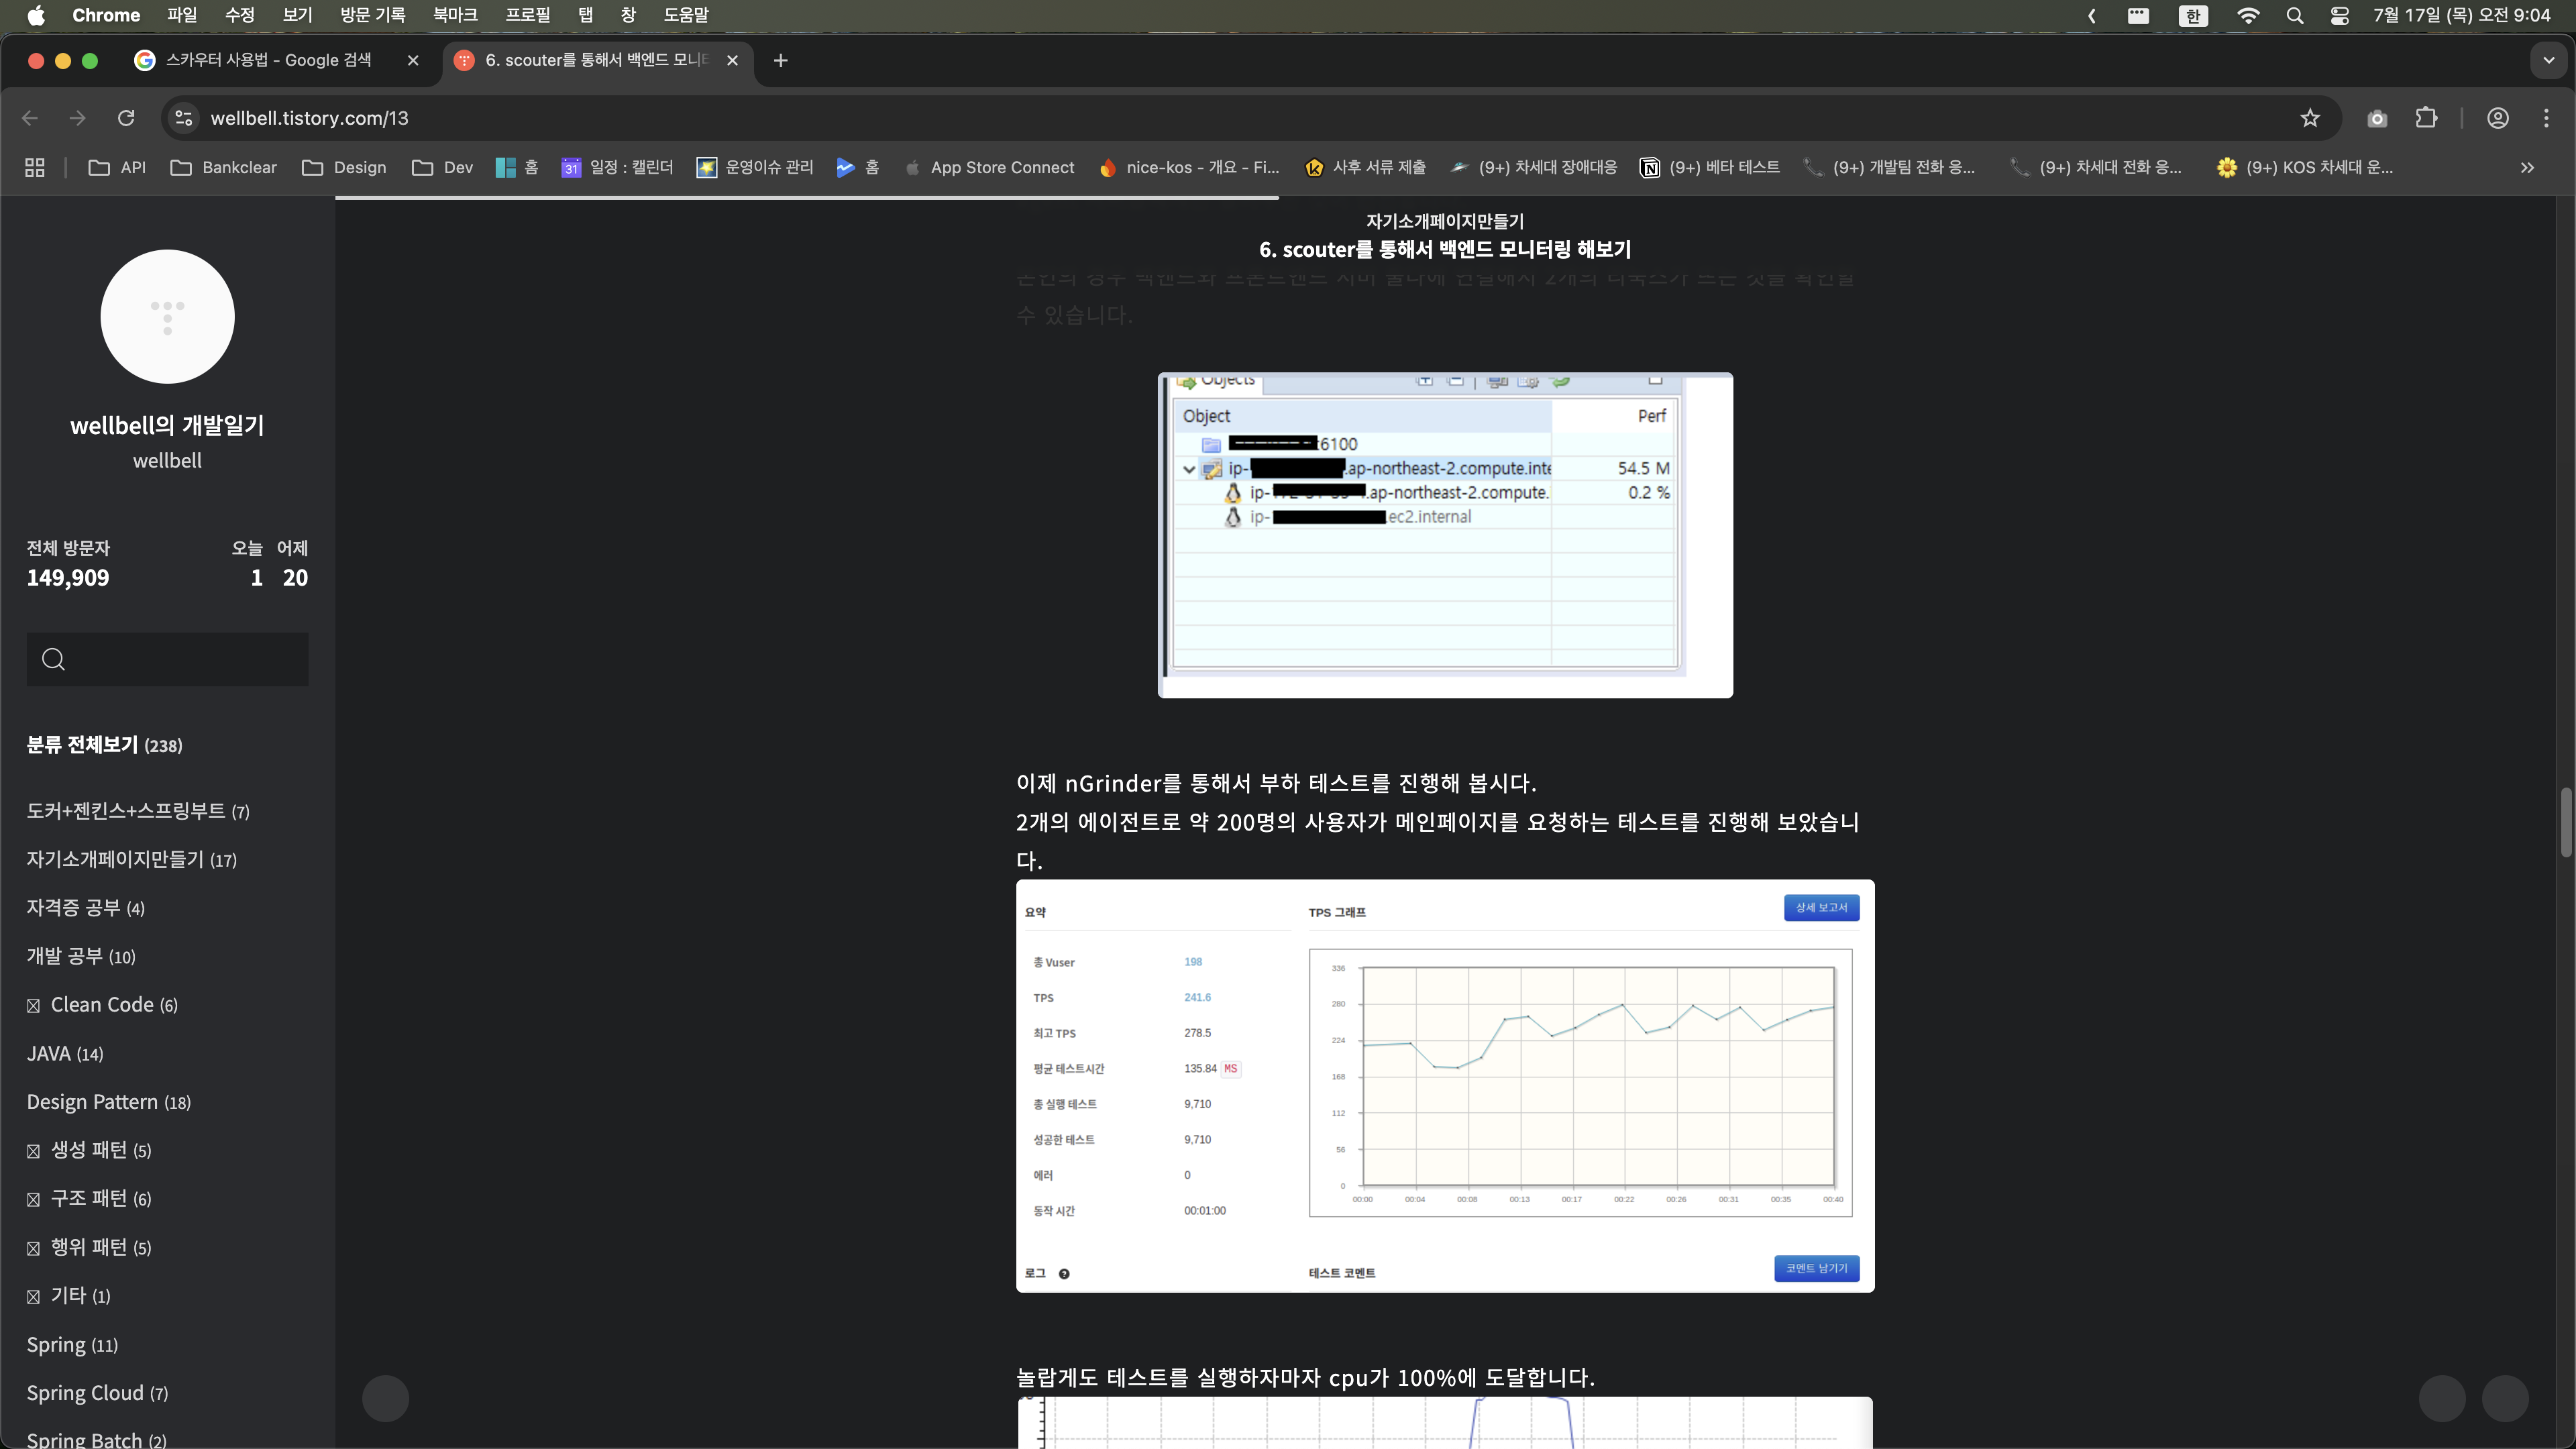 Chrome 파일 수정 보기 방문 기록 북마크 프로필 탭 창 도움말 한 7월 17일 (목) 오전 9:04
스카우터 사용법 - Google 검색 6. scouter를 통해서 백엔드 모니터
wellbell.tistory.com/13
API Bankclear Design Dev 홈 31 일정 : 캘린더 운영이슈 관리 홈 App Store Connect nice-kos - 개요 - Fi... 사후 서류 제출 (9+) 차세대 장애대응 (9+) 베타 테스트 (9+) 개발팀 전화 응... (9+) 차세대 전화 응... (9+) KOS 차세대 운...
wellbell의 개발일기
wellbell
전체 방문자 오늘 어제
149,909 1 20
분류 전체보기 (238)
도커+젠킨스+스프링부트 (7)
자기소개페이지만들기 (17)
자격증 공부 (4)
개발 공부 (10)
Clean Code (6)
JAVA (14)
Design Pattern (18)
생성 패턴 (5)
구조 패턴 (6)
행위 패턴 (5)
기타 (1)
Spring (11)
Spring Cloud (7)
Spring Batch (2)
자기소개페이지만들기
6. scouter를 통해서 백엔드 모니터링 해보기
수 있습니다.
Objects
Object Perf
:6100
ip- .ap-northeast-2.compute.inte 54.5 M
ip- .ap-northeast-2.compute. 0.2 %
ip- .ec2.internal
이제 nGrinder를 통해서 부하 테스트를 진행해 봅시다.
2개의 에이전트로 약 200명의 사용자가 메인페이지를 요청하는 테스트를 진행해 보았습니
다.
요약
총 Vuser 198
TPS 241.6
최고 TPS 278.5
평균 테스트시간 135.84 MS
총 실행 테스트 9,710
성공한 테스트 9,710
에러 0
동작 시간 00:01:00
로그
TPS 그래프 상세 보고서
336
280
224
168
112
56
0
00:00 00:04 00:08 00:13 00:17 00:22 00:26 00:31 00:35 00:40
테스트 코멘트 코멘트 남기기
놀랍게도 테스트를 실행하자마자 cpu가 100%에 도달합니다.